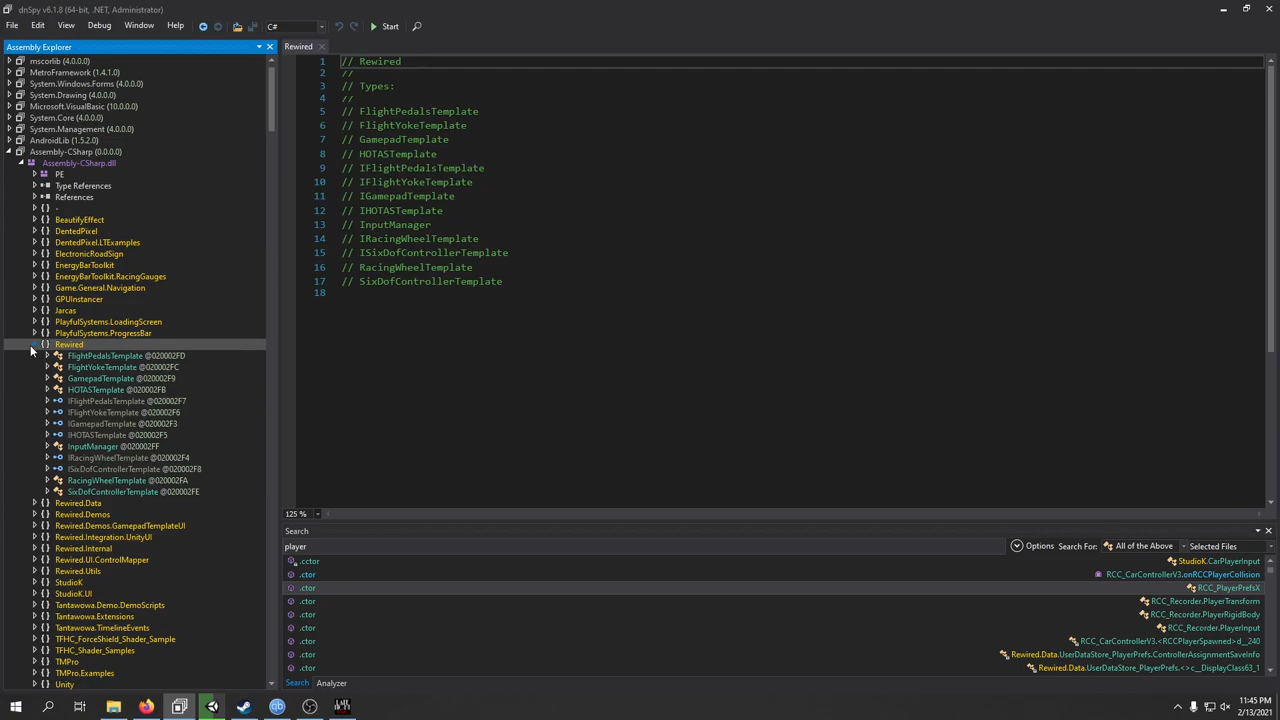 dnSpy v6.1.8 (64-bit, .NET, Administrator)
File Edit View Debug Window Help C# Start
Assembly Explorer
mscorlib (4.0.0.0)
MetroFramework (1.4.1.0)
System.Windows.Forms (4.0.0.0)
System.Drawing (4.0.0.0)
Microsoft.VisualBasic (10.0.0.0)
System.Core (4.0.0.0)
System.Management (4.0.0.0)
AndroidLib (1.5.2.0)
Assembly-CSharp (0.0.0.0)
Assembly-CSharp.dll
PE
Type References
References
{ } -
{ } BeautifyEffect
{ } DentedPixel
{ } DentedPixel.LTExamples
{ } ElectronicRoadSign
{ } EnergyBarToolkit
{ } EnergyBarToolkit.RacingGauges
{ } Game.General.Navigation
{ } GPUInstancer
{ } Jarcas
{ } PlayfulSystems.LoadingScreen
{ } PlayfulSystems.ProgressBar
{ } Rewired
FlightPedalsTemplate @020002FD
FlightYokeTemplate @020002FC
GamepadTemplate @020002F9
HOTASTemplate @020002FB
IFlightPedalsTemplate @020002F7
IFlightYokeTemplate @020002F6
IGamepadTemplate @020002F3
IHOTASTemplate @020002F5
InputManager @020002FF
IRacingWheelTemplate @020002F4
ISixDofControllerTemplate @020002F8
RacingWheelTemplate @020002FA
SixDofControllerTemplate @020002FE
{ } Rewired.Data
{ } Rewired.Demos
{ } Rewired.Demos.GamepadTemplateUI
{ } Rewired.Integration.UnityUI
{ } Rewired.Internal
{ } Rewired.UI.ControlMapper
{ } Rewired.Utils
{ } StudioK
{ } StudioK.UI
{ } Tantawowa.Demo.DemoScripts
{ } Tantawowa.Extensions
{ } Tantawowa.TimelineEvents
{ } TFHC_ForceShield_Shader_Sample
{ } TFHC_Shader_Samples
{ } TMPro
{ } TMPro.Examples
{ } Unity
Rewired
1 // Rewired
2 //
3 // Types:
4 //
5 // FlightPedalsTemplate
6 // FlightYokeTemplate
7 // GamepadTemplate
8 // HOTASTemplate
9 // IFlightPedalsTemplate
10 // IFlightYokeTemplate
11 // IGamepadTemplate
12 // IHOTASTemplate
13 // InputManager
14 // IRacingWheelTemplate
15 // ISixDofControllerTemplate
16 // RacingWheelTemplate
17 // SixDofControllerTemplate
18
125 %
Search
player Options Search For: All of the Above Selected Files
.cctor StudioK.CarPlayerInput
.ctor RCC_CarControllerV3.onRCCPlayerCollision
.ctor RCC_PlayerPrefsX
.ctor RCC_Recorder.PlayerTransform
.ctor RCC_Recorder.PlayerRigidBody
.ctor RCC_Recorder.PlayerInput
.ctor RCC_CarControllerV3.<RCCPlayerSpawned>d__240
.ctor Rewired.Data.UserDataStore_PlayerPrefs.ControllerAssignmentSaveInfo
.ctor Rewired.Data.UserDataStore_PlayerPrefs.<>c__DisplayClass63_1
Search Analyzer
11:45 PM
2/13/2021